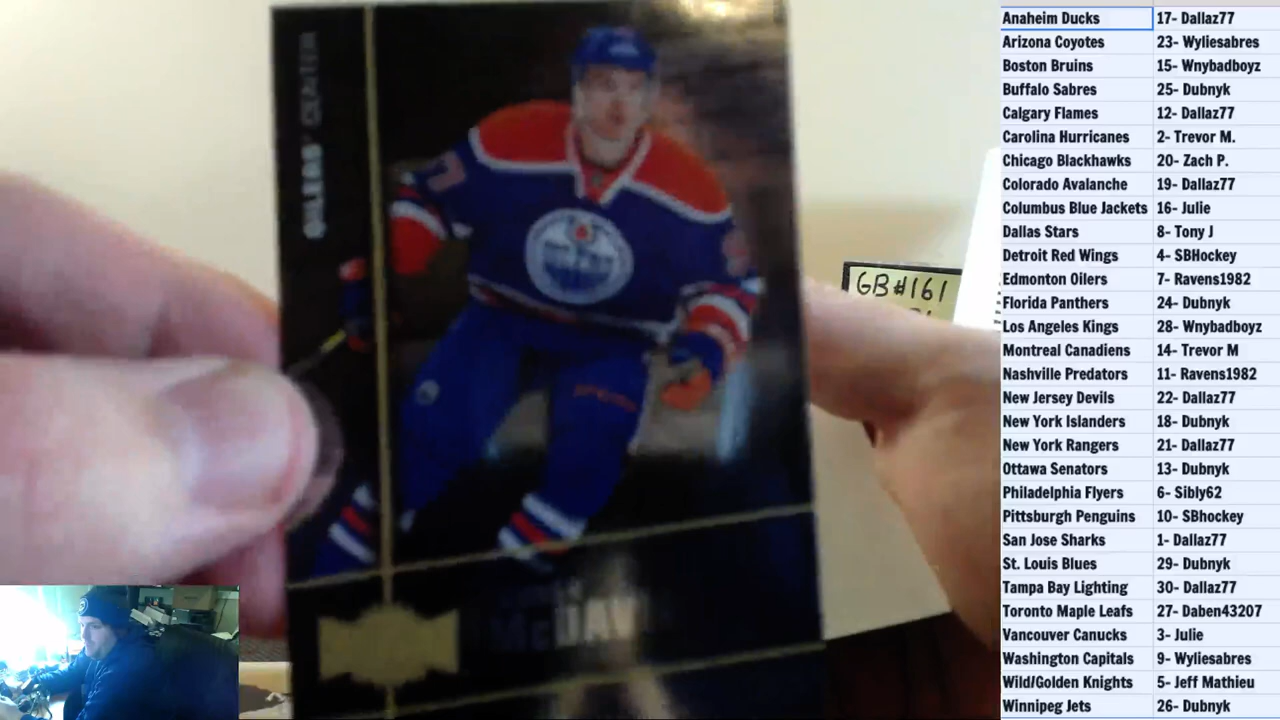 OILERS' CENTER
GB#161
Anaheim Ducks 17- Dallaz77
Arizona Coyotes 23- Wyliesabres
Boston Bruins 15- Wnybadboyz
Buffalo Sabres 25- Dubnyk
Calgary Flames 12- Dallaz77
Carolina Hurricanes 2- Trevor M.
Chicago Blackhawks 20- Zach P.
Colorado Avalanche 19- Dallaz77
Columbus Blue Jackets 16- Julie
Dallas Stars 8- Tony J
Detroit Red Wings 4- SBHockey
Edmonton Oilers 7- Ravens1982
Florida Panthers 24- Dubnyk
Los Angeles Kings 28- Wnybadboyz
Montreal Canadiens 14- Trevor M
Nashville Predators 11- Ravens1982
New Jersey Devils 22- Dallaz77
New York Islanders 18- Dubnyk
New York Rangers 21- Dallaz77
Ottawa Senators 13- Dubnyk
Philadelphia Flyers 6- Sibly62
Pittsburgh Penguins 10- SBhockey
San Jose Sharks 1- Dallaz77
St. Louis Blues 29- Dubnyk
Tampa Bay Lighting 30- Dallaz77
Toronto Maple Leafs 27- Daben43207
Vancouver Canucks 3- Julie
Washington Capitals 9- Wyliesabres
Wild/Golden Knights 5- Jeff Mathieu
Winnipeg Jets 26- Dubnyk